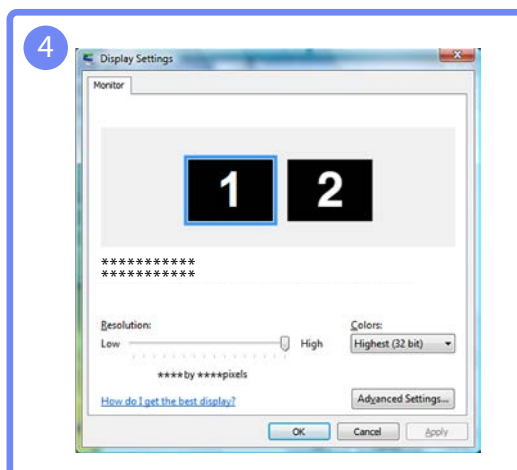 4
Display Settings
Monitor
1 2
***********
***********
Resolution: Colors:
Low High Highest (32 bit)
****by ****pixels
How do I get the best display? Advanced Settings...
OK Cancel Apply